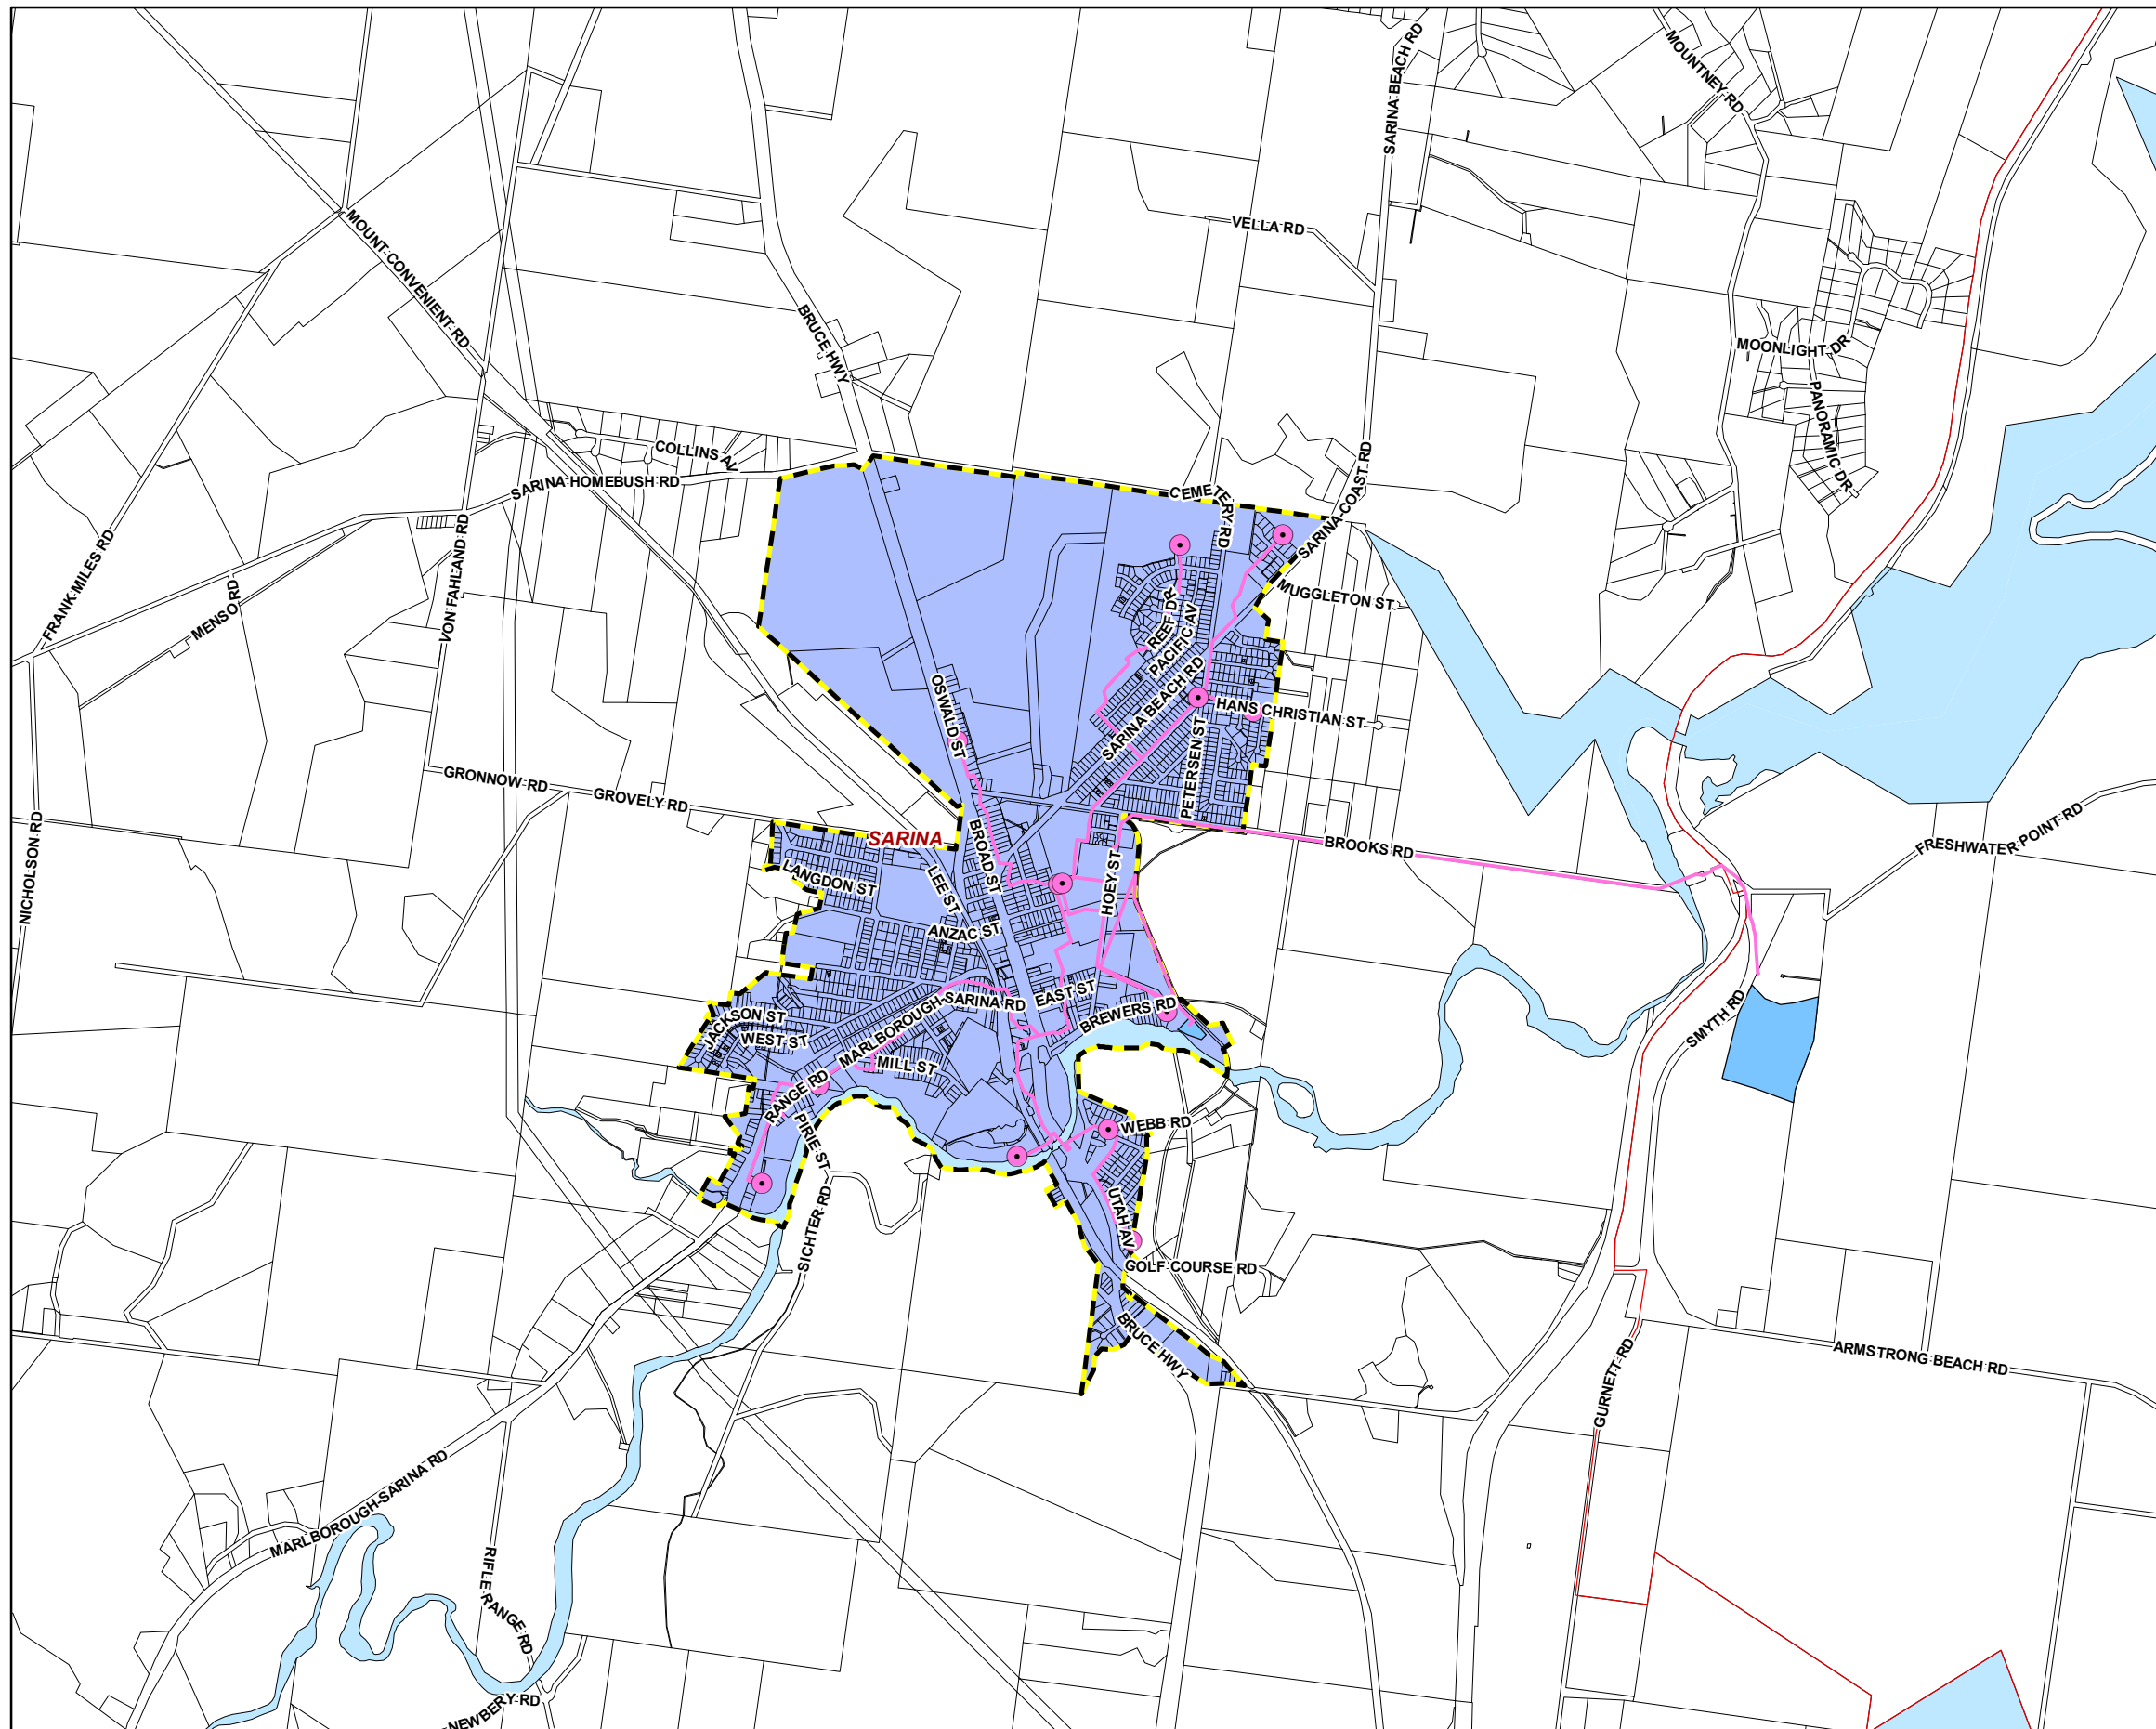 SARINA BEACH RD
MOUNTNEY RD
MOUNT CONVENIENT RD
VELLA RD
BRUCE HWY
MOONLIGHT DR
PANORAMIC DR
COLLINS AV
SARINA HOMEBUSH RD
CEMETERY RD
SARINA COAST RD
FRANK MILES RD
VON FAHLAND RD
MENSO RD
MUGGLETON ST
REEF DR
PACIFIC AV
SARINA BEACH RD
OSWALD ST
HANS CHRISTIAN ST
PETERSEN ST
GRONNOW RD
GROVELY RD
NICHOLSON RD
SARINA
BROAD ST
BROOKS RD
FRESHWATER POINT RD
LANGDON ST
LEE ST
HOEY ST
ANZAC ST
EAST ST
MARLBOROUGH-SARINA RD
BREWERS RD
JACKSON ST
WEST ST
SMYTH RD
MILL ST
RANGE RD
WEBB RD
PIRIE ST
SICHTER RD
UTAH AV
GOLF COURSE RD
BRUCE HWY
ARMSTRONG BEACH RD
GURNETT RD
MARLBOROUGH-SARINA RD
RIFLE RANGE RD
NEWBERY RD